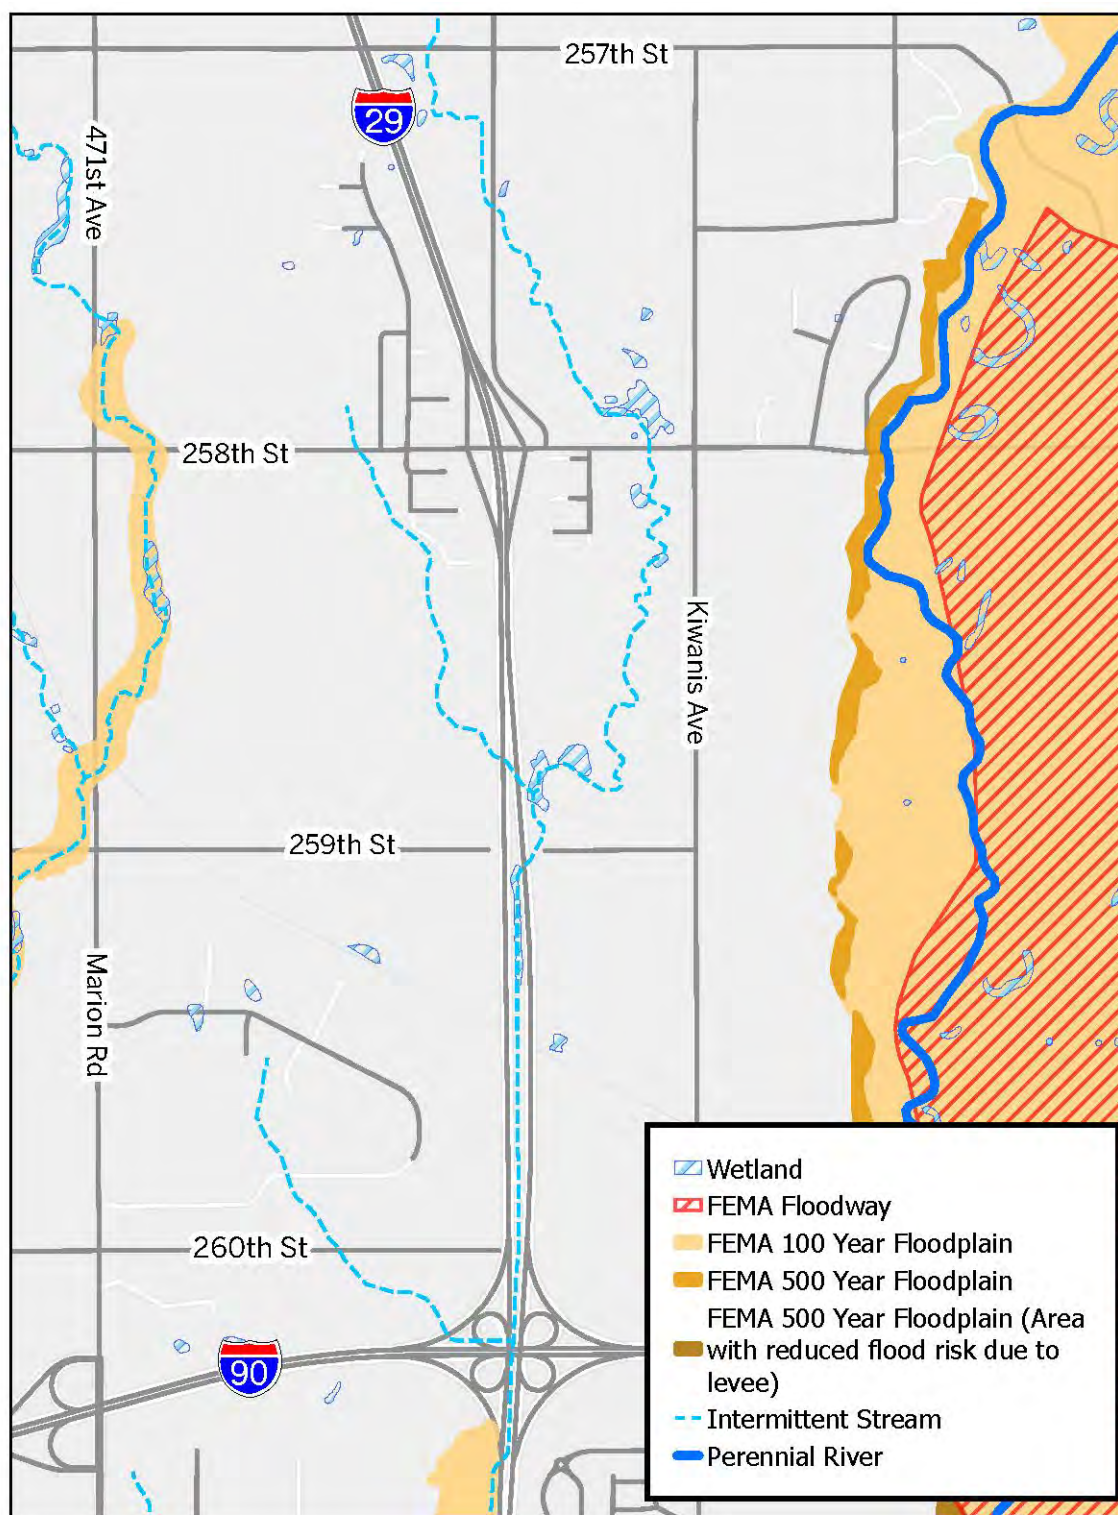 257th St
29
471st Ave
258th St
Kiwanis Ave
259th St
Marion Rd
260th St
90
Wetland
FEMA Floodway
FEMA 100 Year Floodplain
FEMA 500 Year Floodplain
FEMA 500 Year Floodplain (Area
with reduced flood risk due to
levee)
Intermittent Stream
Perennial River